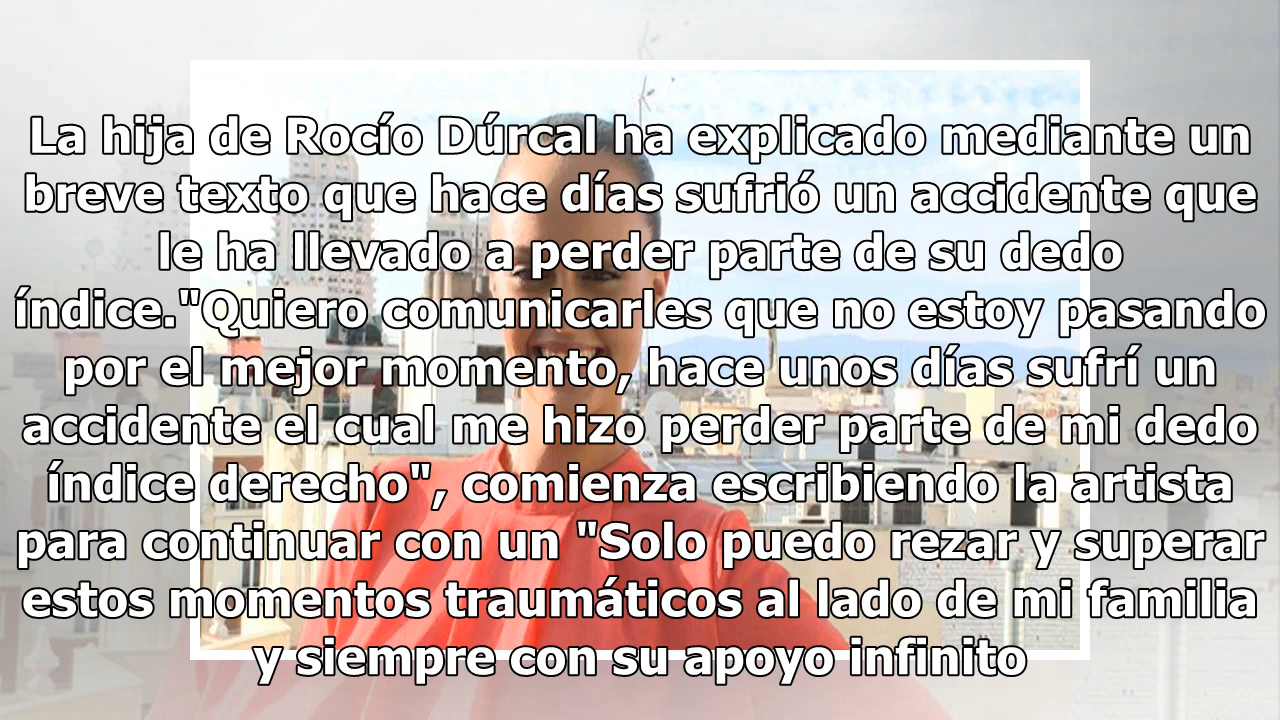 La hija de Rocío Dúrcal ha explicado mediante un
breve texto que hace días sufrió un accidente que
le ha llevado a perder parte de su dedo
índice."Quiero comunicarles que no estoy pasando
por el mejor momento, hace unos días sufrí un
accidente el cual me hizo perder parte de mi dedo
índice derecho", comienza escribiendo la artista
para continuar con un "Solo puedo rezar y superar
estos momentos traumáticos al lado de mi familia
y siempre con su apoyo infinito